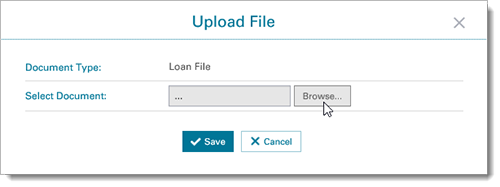 Upload File
Document Type: Loan File
Select Document: ... Browse...
Save Cancel